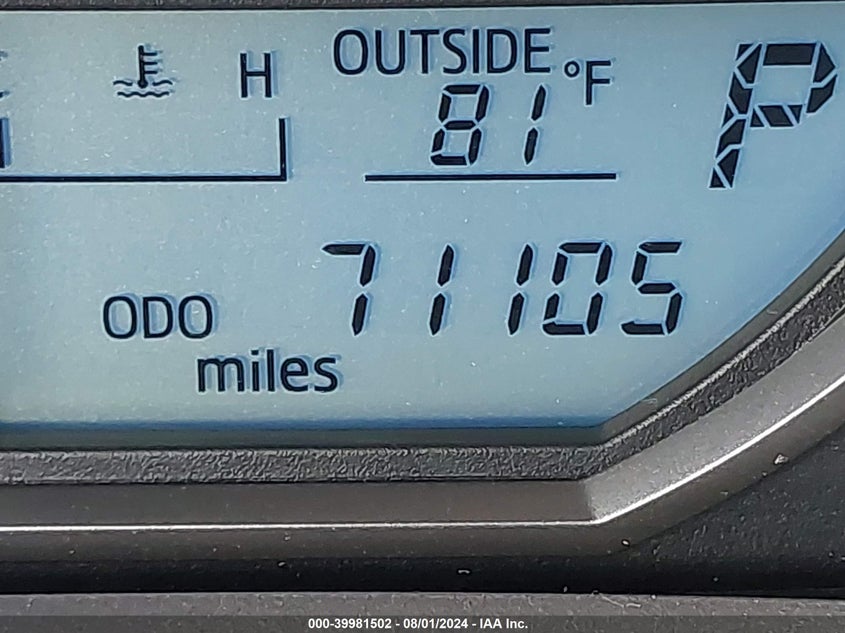 H
OUTSIDE
81 °F
P
ODO 71105
miles
000-39981502 - 08/01/2024 - IAA Inc.